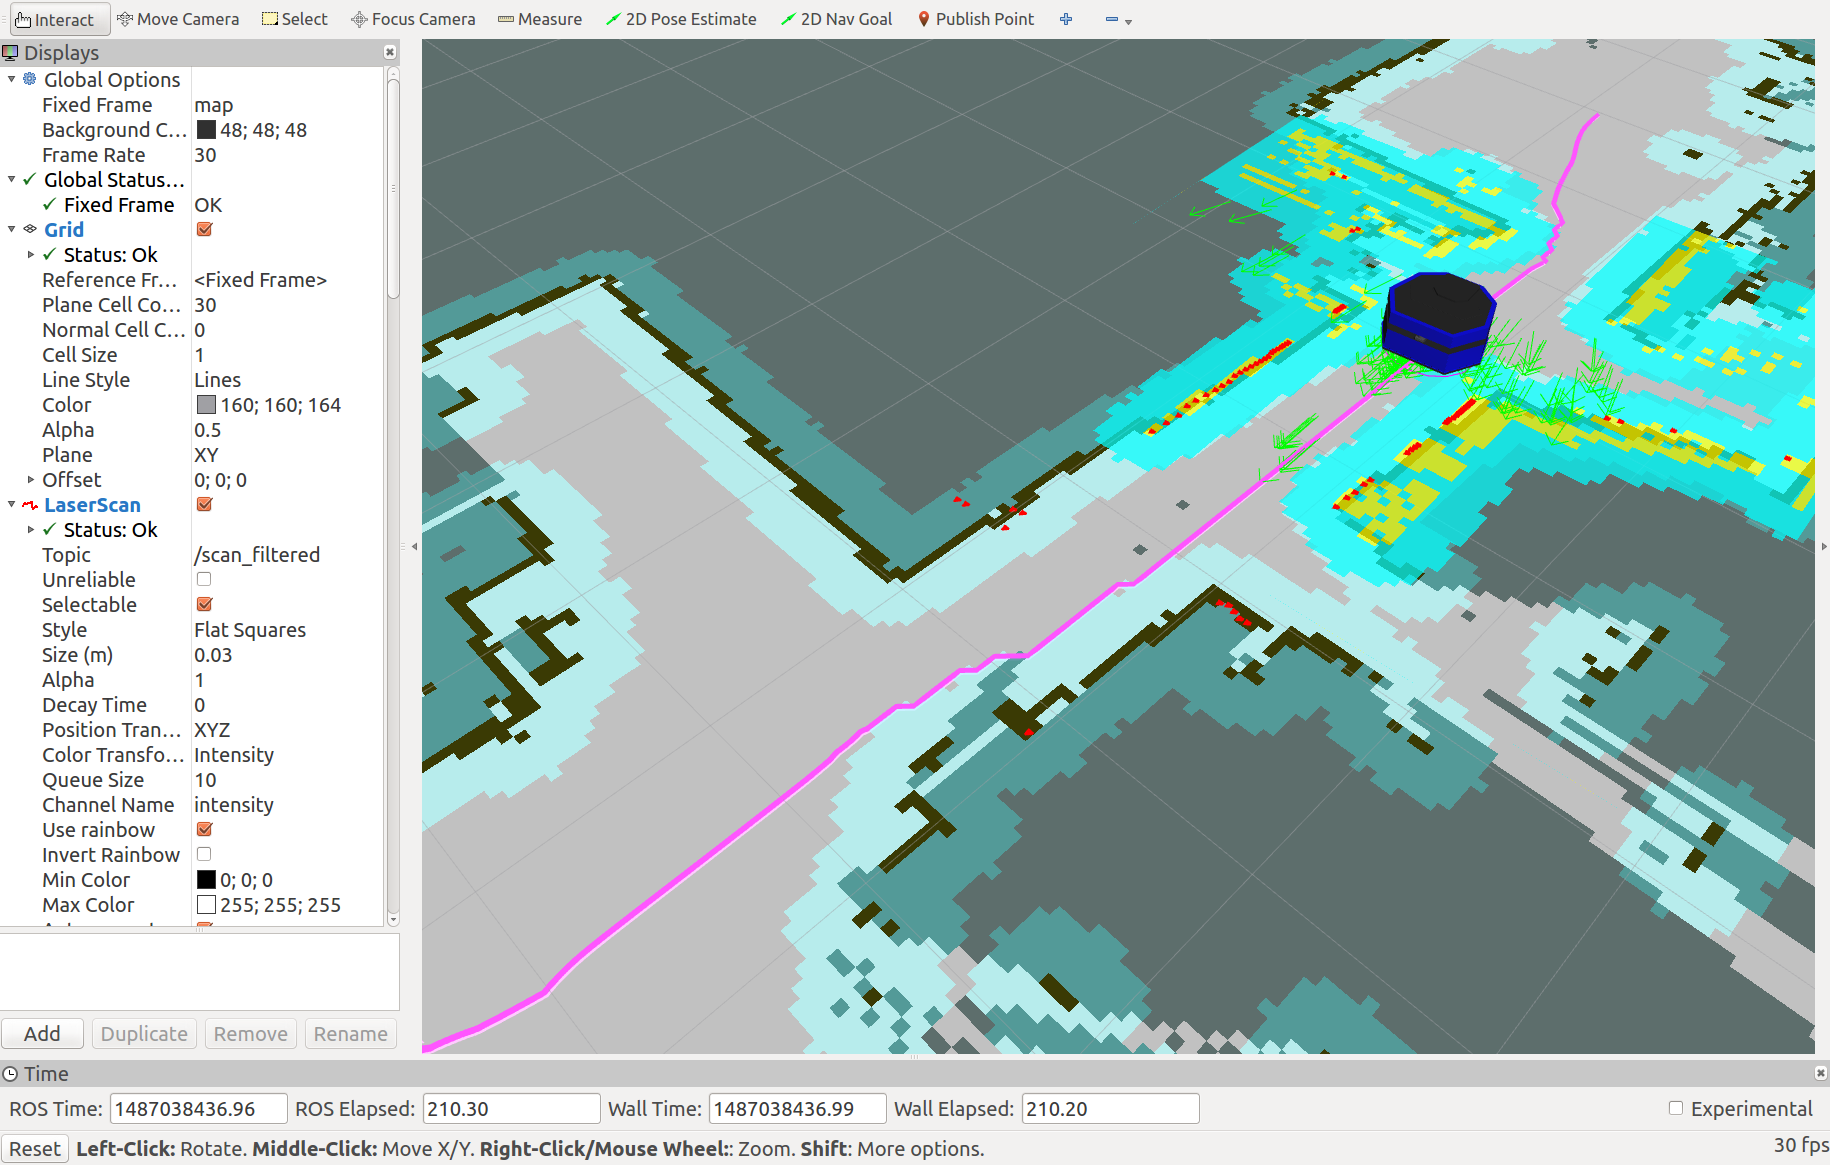 Interact Move Camera Select Focus Camera Measure 2D Pose Estimate 2D Nav Goal Publish Point
Displays
Global Options
Fixed Frame map
Background C... 48; 48; 48
Frame Rate 30
Global Status...
Fixed Frame OK
Grid
Status: Ok
Reference Fr... <Fixed Frame>
Plane Cell Co... 30
Normal Cell C... 0
Cell Size 1
Line Style Lines
Color 160; 160; 164
Alpha 0.5
Plane XY
Offset 0; 0; 0
LaserScan
Status: Ok
Topic /scan_filtered
Unreliable
Selectable
Style Flat Squares
Size (m) 0.03
Alpha 1
Decay Time 0
Position Tran... XYZ
Color Transfo... Intensity
Queue Size 10
Channel Name intensity
Use rainbow
Invert Rainbow
Min Color 0; 0; 0
Max Color 255; 255; 255
Add Duplicate Remove Rename
Time
ROS Time: 1487038436.96 ROS Elapsed: 210.30 Wall Time: 1487038436.99 Wall Elapsed: 210.20 Experimental
Reset Left-Click: Rotate. Middle-Click: Move X/Y. Right-Click/Mouse Wheel:: Zoom. Shift: More options. 30 fps